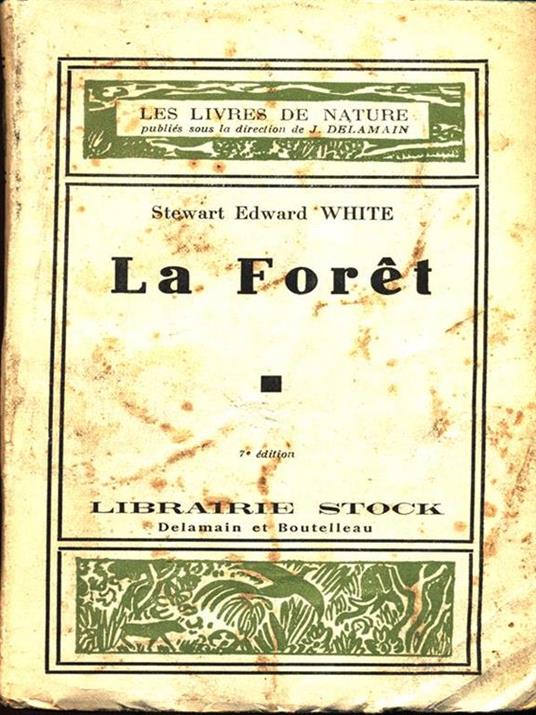 LES LIVRES DE NATURE
publiés sous la direction de J. DELAMAIN
Stewart Edward WHITE
La Forêt
7e édition
LIBRAIRIE STOCK
Delamain et Boutelleau